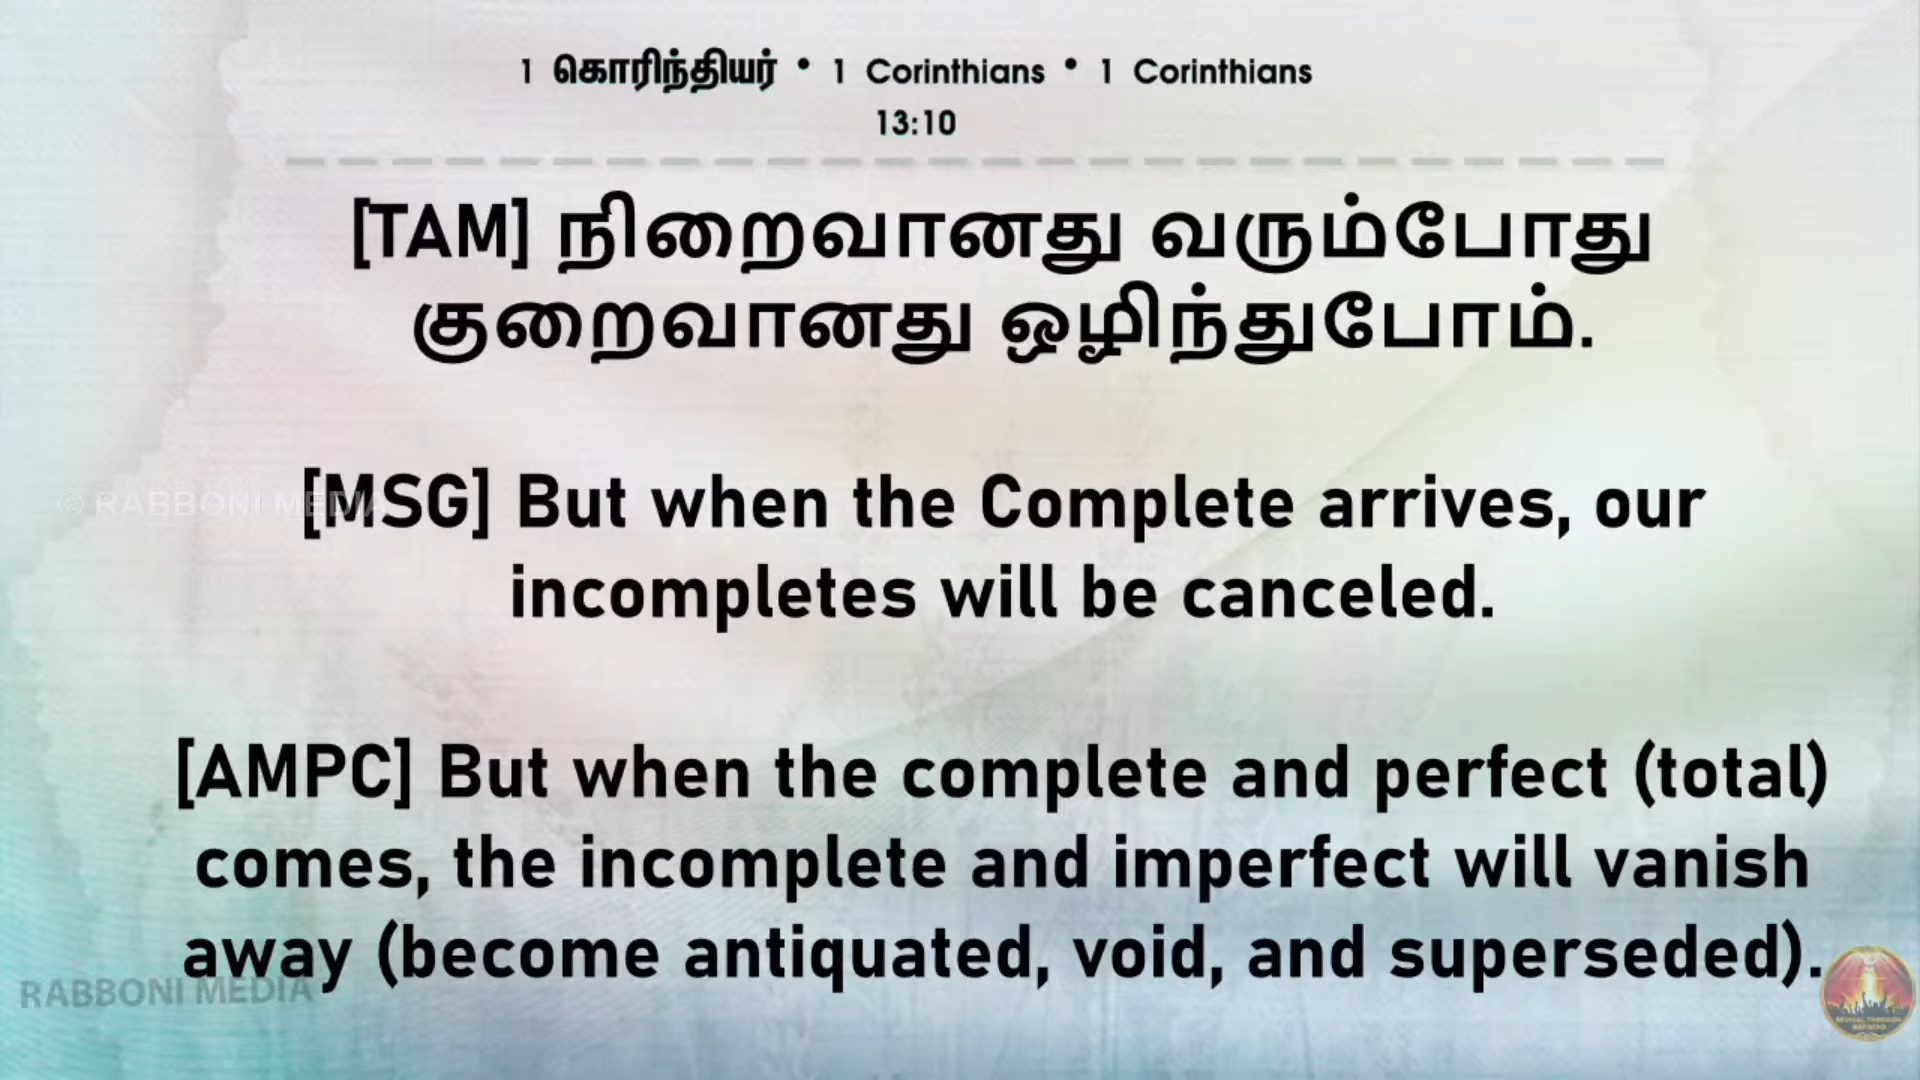 1 கொரிந்தியர் • 1 Corinthians • 1 Corinthians
13:10
[TAM] நிறைவானது வரும்போது
குறைவானது ஒழிந்துபோம்.
© RABBONI MEDIA
[MSG] But when the Complete arrives, our
incompletes will be canceled.
[AMPC] But when the complete and perfect (total)
comes, the incomplete and imperfect will vanish
away (become antiquated, void, and superseded).
RABBONI MEDIA